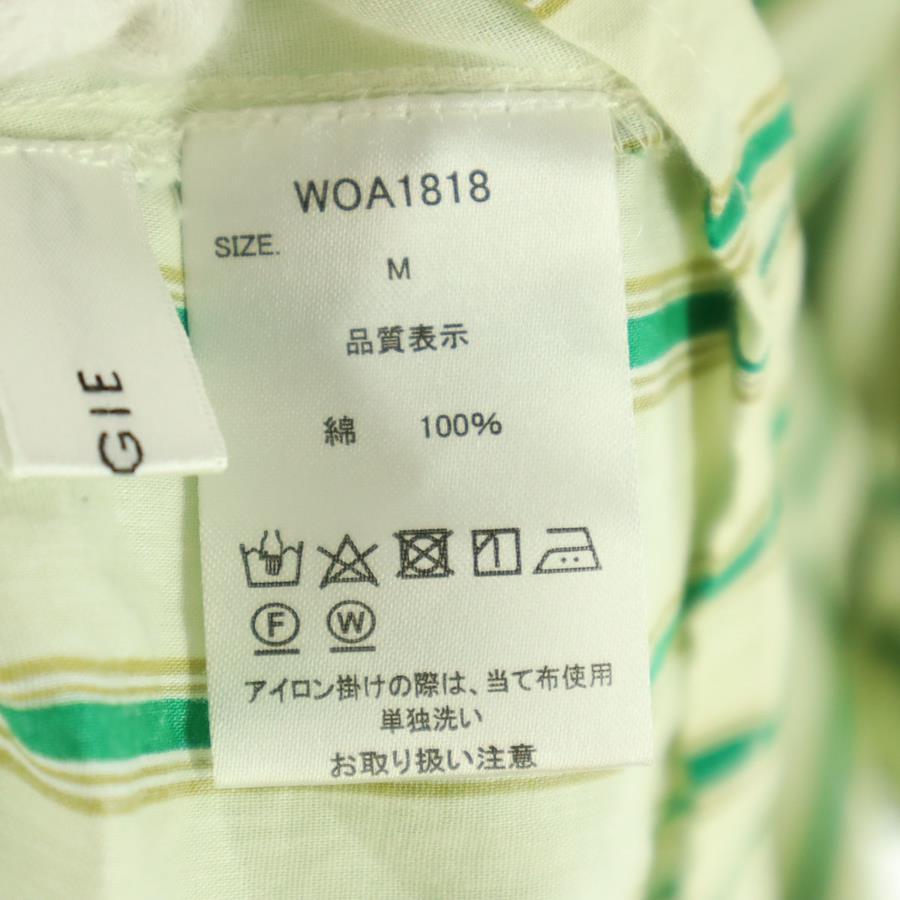 WOA1818
SIZE.
M
品質表示
綿 100%
F W
アイロン掛けの際は、当て布使用
単独洗い
お取り扱い注意
GIE